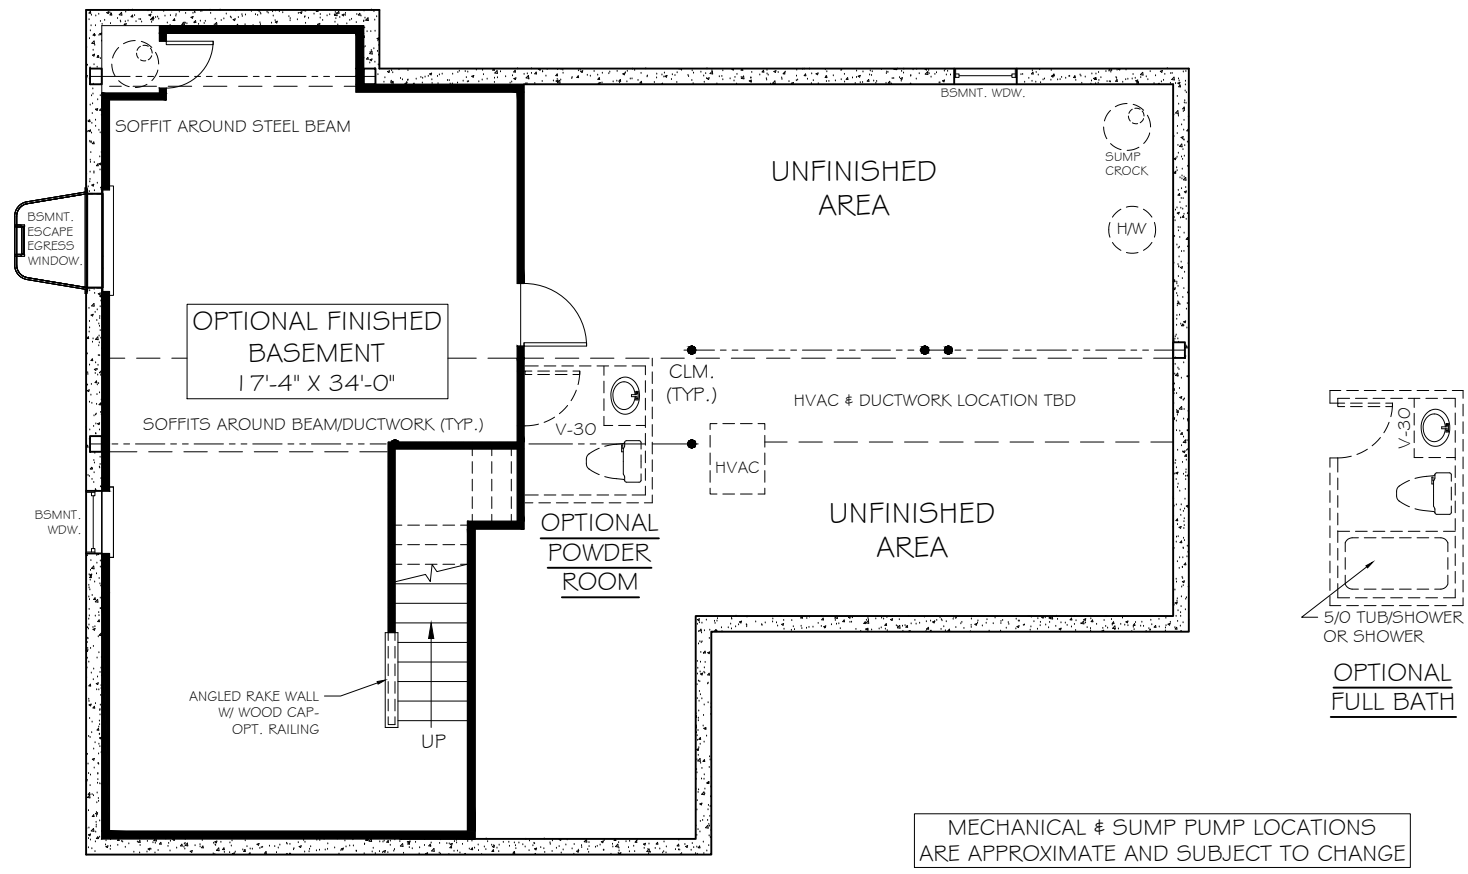 BSMNT. WDW.
SOFFIT AROUND STEEL BEAM
SUMP
CROCK
UNFINISHED
AREA
BSMNT.
ESCAPE
EGRESS
WINDOW.
H/W
OPTIONAL FINISHED
BASEMENT
17'-4" X 34'-0"
CLM.
(TYP.)
HVAC & DUCTWORK LOCATION TBD
SOFFITS AROUND BEAM/DUCTWORK (TYP.)
V-30
HVAC
V-30
BSMNT.
WDW.
OPTIONAL
POWDER
ROOM
UNFINISHED
AREA
5/0 TUB/SHOWER
OR SHOWER
OPTIONAL
FULL BATH
ANGLED RAKE WALL
W/ WOOD CAP-
OPT. RAILING
UP
MECHANICAL & SUMP PUMP LOCATIONS
ARE APPROXIMATE AND SUBJECT TO CHANGE